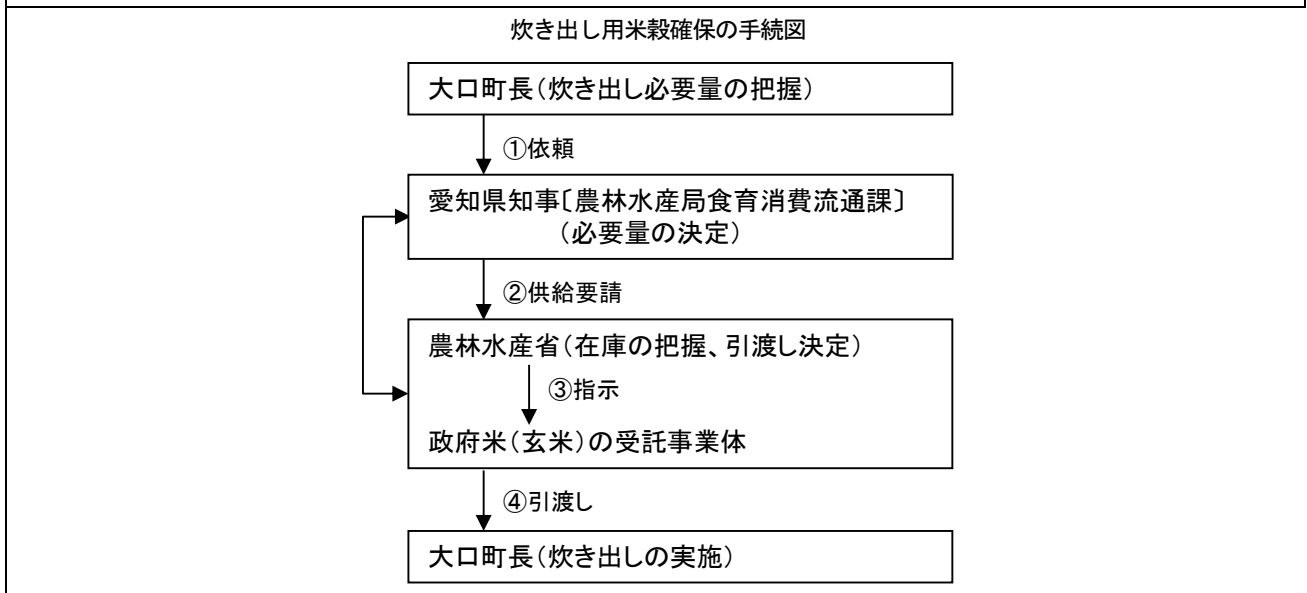 炊き出し用米穀確保の手続図
大口町長（炊き出し必要量の把握）
①依頼
愛知県知事〔農林水産局食育消費流通課〕
（必要量の決定）
②供給要請
農林水産省（在庫の把握、引渡し決定）
③指示
政府米（玄米）の受託事業体
④引渡し
大口町長（炊き出しの実施）